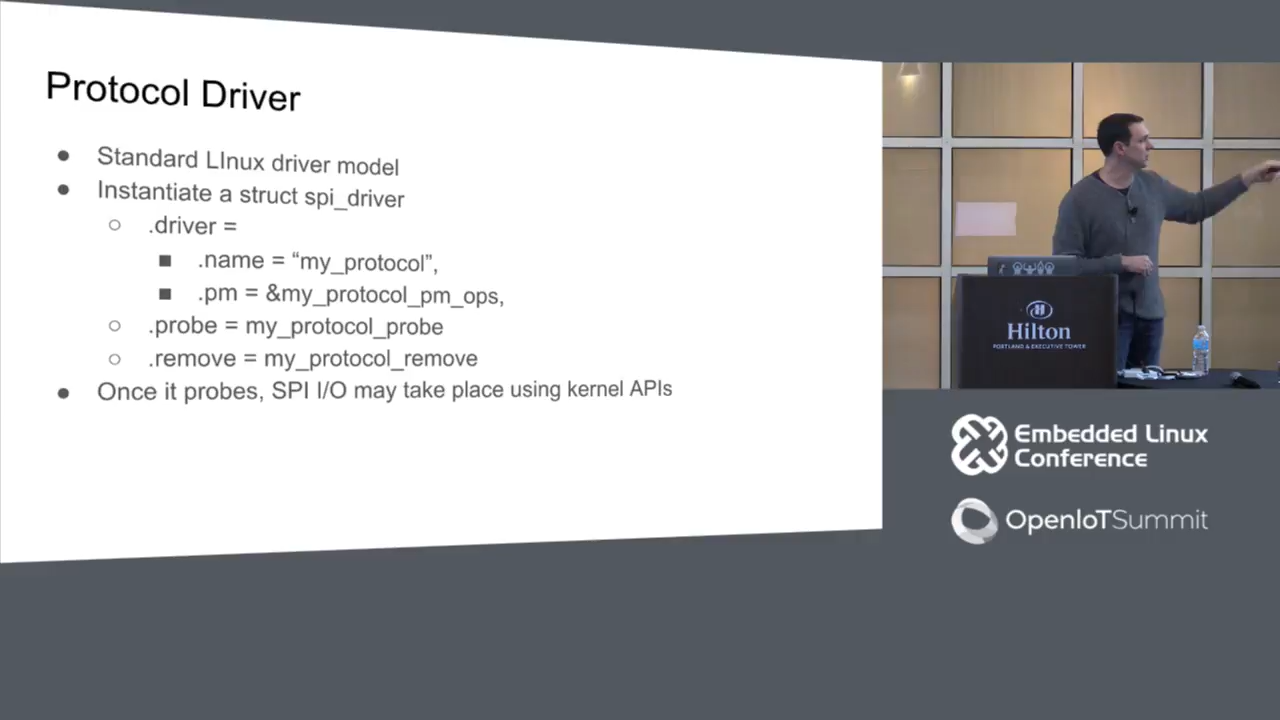 Protocol Driver
● Standard LInux driver model
● Instantiate a struct spi_driver
○ .driver =
■ .name = “my_protocol”,
■ .pm = &my_protocol_pm_ops,
○ .probe = my_protocol_probe
○ .remove = my_protocol_remove
● Once it probes, SPI I/O may take place using kernel APIs
Hilton
PORTLAND & EXECUTIVE TOWER
Embedded Linux
Conference
OpenIoTSummit